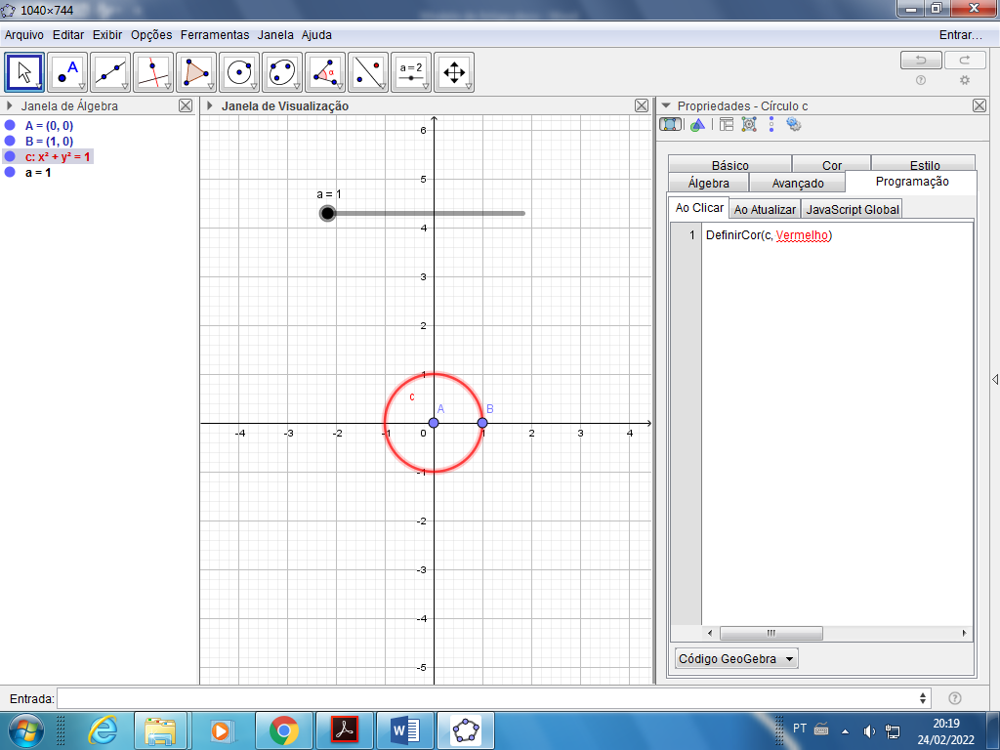 1040×744
Arquivo Editar Exibir Opções Ferramentas Janela Ajuda Entrar...
A
α
a = 2
Janela de Álgebra
Janela de Visualização
Propriedades - Círculo c
A = (0, 0)
B = (1, 0)
c: x² + y² = 1
a = 1
a = 1
6
5
4
3
2
1
c
A
B
-4 -3 -2 -1 0 1 2 3 4
-1
-2
-3
-4
-5
Básico Cor Estilo
Álgebra Avançado Programação
Ao Clicar Ao Atualizar JavaScript Global
1 DefinirCor(c, Vermelho)
Código GeoGebra
Entrada:
PT
20:19
24/02/2022